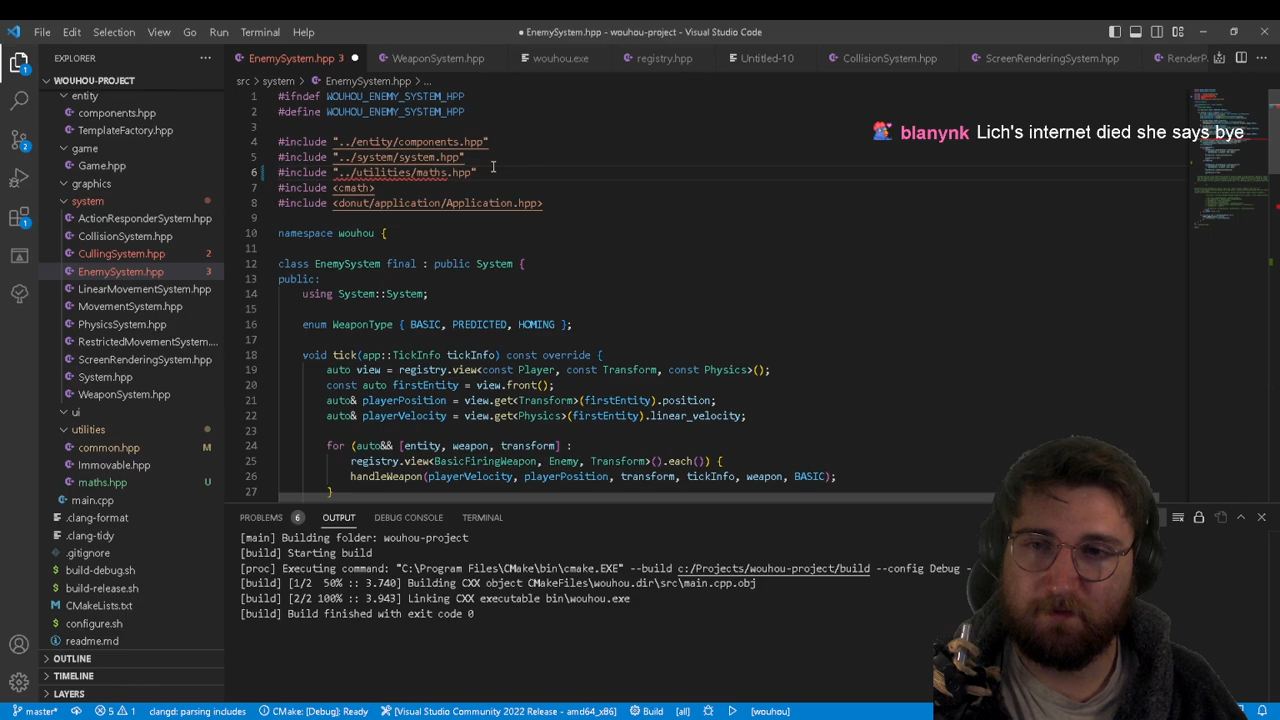 File Edit Selection View Go Run Terminal Help
● EnemySystem.hpp - wouhou-project - Visual Studio Code
EXPLORER
EnemySystem.hpp 3
WeaponSystem.hpp
wouhou.exe
registry.hpp
Untitled-10
CollisionSystem.hpp
ScreenRenderingSystem.hpp
RenderP
WOUHOU-PROJECT
src > system > EnemySystem.hpp > ...
entity
components.hpp
TemplateFactory.hpp
game
Game.hpp
graphics
system
ActionResponderSystem.hpp
CollisionSystem.hpp
CullingSystem.hpp 2
EnemySystem.hpp 3
LinearMovementSystem.hpp
MovementSystem.hpp
PhysicsSystem.hpp
RestrictedMovementSystem....
ScreenRenderingSystem.hpp
System.hpp
WeaponSystem.hpp
ui
utilities
common.hpp M
Immovable.hpp
maths.hpp U
main.cpp
.clang-format
.clang-tidy
.gitignore
build-debug.sh
build-release.sh
CMakeLists.txt
configure.sh
readme.md
OUTLINE
TIMELINE
LAYERS
1 #ifndef WOUHOU_ENEMY_SYSTEM_HPP
2 #define WOUHOU_ENEMY_SYSTEM_HPP
3
4 #include "../entity/components.hpp"
5 #include "../system/system.hpp"
6 #include "../utilities/maths.hpp"
7 #include <cmath>
8 #include <donut/application/Application.hpp>
9
10 namespace wouhou {
11
12 class EnemySystem final : public System {
13 public:
14 using System::System;
15
16 enum WeaponType { BASIC, PREDICTED, HOMING };
17
18 void tick(app::TickInfo tickInfo) const override {
19 auto view = registry.view<const Player, const Transform, const Physics>();
20 const auto firstEntity = view.front();
21 auto& playerPosition = view.get<Transform>(firstEntity).position;
22 auto& playerVelocity = view.get<Physics>(firstEntity).linear_velocity;
23
24 for (auto&& [entity, weapon, transform] :
25 registry.view<BasicFiringWeapon, Enemy, Transform>().each()) {
26 handleWeapon(playerVelocity, playerPosition, transform, tickInfo, weapon, BASIC);
27 }
blanynk Lich's internet died she says bye
PROBLEMS 6 OUTPUT DEBUG CONSOLE TERMINAL
[main] Building folder: wouhou-project
[build] Starting build
[proc] Executing command: "C:\Program Files\CMake\bin\cmake.EXE" --build c:/Projects/wouhou-project/build --config Debug -
[build] [1/2 50% :: 3.740] Building CXX object CMakeFiles\wouhou.dir\src\main.cpp.obj
[build] [2/2 100% :: 3.943] Linking CXX executable bin\wouhou.exe
[build] Build finished with exit code 0
master* 5 1 clangd: parsing includes CMake: [Debug]: Ready [Visual Studio Community 2022 Release - amd64_x86] Build [all] [wouhou]